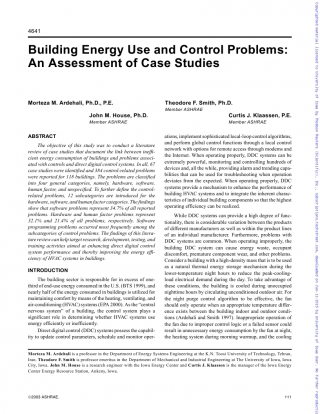 4641
Building Energy Use and Control Problems:
An Assessment of Case Studies
Morteza M. Ardehali, Ph.D., P.E.
Theodore F. Smith, Ph.D.
Member ASHRAE
John M. House, Ph.D.
Member ASHRAE
Curtis J. Klaassen, P.E.
Member ASHRAE
ABSTRACT
The objective of this study was to conduct a literature
review of case studies that document the link between ineffi-
cient energy consumption of buildings and problems associ-
ated with controls and direct digital control systems. In all, 67
case studies were identified and 384 control-related problems
were reported for 118 buildings. The problems are classified
into four general categories, namely, hardware, software,
human factor, and unspecified. To further define the control-
related problems, 12 subcategories are introduced for the
hardware, software, and human factor categories. The findings
show that software problems represent 34.7% of all reported
problems. Hardware and human factor problems represent
32.2% and 21.4% of all problems, respectively. Software
programming problems occurred most frequently among the
subcategories of control problems. The findings of this litera-
ture review can help target research, development, testing, and
training activities aimed at enhancing direct digital control
system performance and thereby improving the energy effi-
ciency of HVAC systems in buildings.
INTRODUCTION
The building sector is responsible for in excess of one-
third of end-use energy consumed in the U.S. (BTS 1999), and
nearly half of the energy consumed in buildings is utilized for
maintaining comfort by means of the heating, ventilating, and
air-conditioning (HVAC) systems (EPA 2000). As the "central
nervous system" of a building, the control system plays a
significant role in determining whether HVAC systems use
energy efficiently or inefficiently.
Direct digital control (DDC) systems possess the capabil-
ity to update control parameters, schedule and monitor oper-
ations, implement sophisticated local-loop control algorithms,
and perform global control functions through a local control
network with options for remote access through modems and
the Internet. When operating properly, DDC systems can be
extremely powerful, monitoring and controlling hundreds of
devices and, all the while, providing alarm and trending capa-
bilities that can be used for troubleshooting when operation
deviates from the expected. When operating properly, DDC
systems provide a mechanism to enhance the performance of
building HVAC systems and to integrate the inherent charac-
teristics of individual building components so that the highest
operating efficiency can be realized.
While DDC systems can provide a high degree of func-
tionality, there is considerable variation between the products
of different manufacturers as well as within the product lines
of an individual manufacturer. Furthermore, problems with
DDC systems are common. When operating improperly, the
building DDC system can cause energy waste, occupant
discomfort, premature component wear, and other problems.
Consider a building with a high-density mass that is to be used
as a natural thermal energy storage mechanism during the
lower-temperature night hours to reduce the peak-cooling-
load electrical demand during the day. To take advantage of
these conditions, the building is cooled during unoccupied
nighttime hours by circulating unconditioned outdoor air. For
the night purge control algorithm to be effective, the fan
should only operate when an appropriate temperature differ-
ence exists between the building indoor and outdoor condi-
tions (Ardehali and Smith 1997). Inappropriate operation of
the fan due to improper control logic or a failed sensor could
result in unnecessary energy consumption by the fan at night,
the heating system during morning warmup, and the cooling
Morteza M. Ardehali is a professor in the Department of Energy Systems Engineering at the K.N. Toosi University of Technology, Tehran,
Iran. Theodore F. Smith is professor emeritus in the Department of Mechanical and Industrial Engineering at The University of Iowa, Iowa
City, Iowa. John M. House is a research engineer with the Iowa Energy Center and Curtis J. Klaassen is the manager of the Iowa Energy
Center Energy Resource Station, Ankeny, Iowa.
©2003 ASHRAE
111